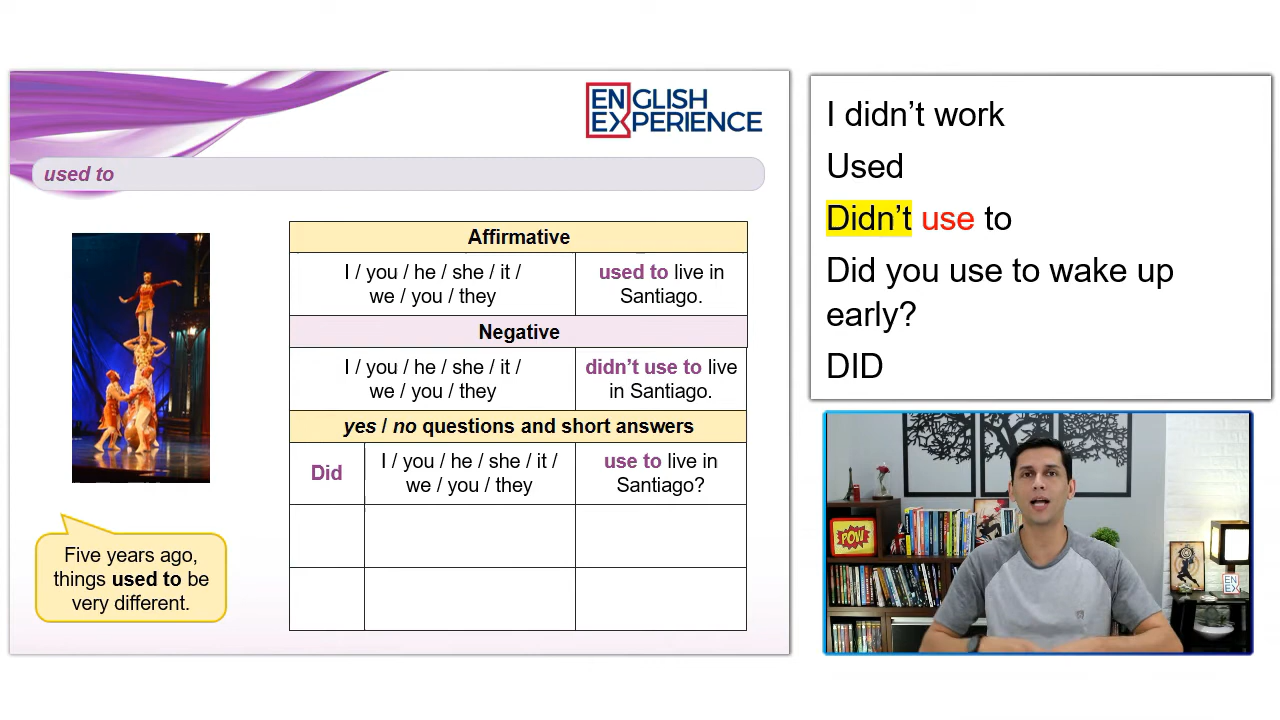 ENGLISH
EXPERIENCE
used to
Affirmative
I / you / he / she / it /
we / you / they
used to live in
Santiago.
Negative
I / you / he / she / it /
we / you / they
didn’t use to live
in Santiago.
yes / no questions and short answers
Did
I / you / he / she / it /
we / you / they
use to live in
Santiago?
Five years ago,
things used to be
very different.
I didn’t work
Used
Didn’t use to
Did you use to wake up
early?
DID
POW
EN
EX